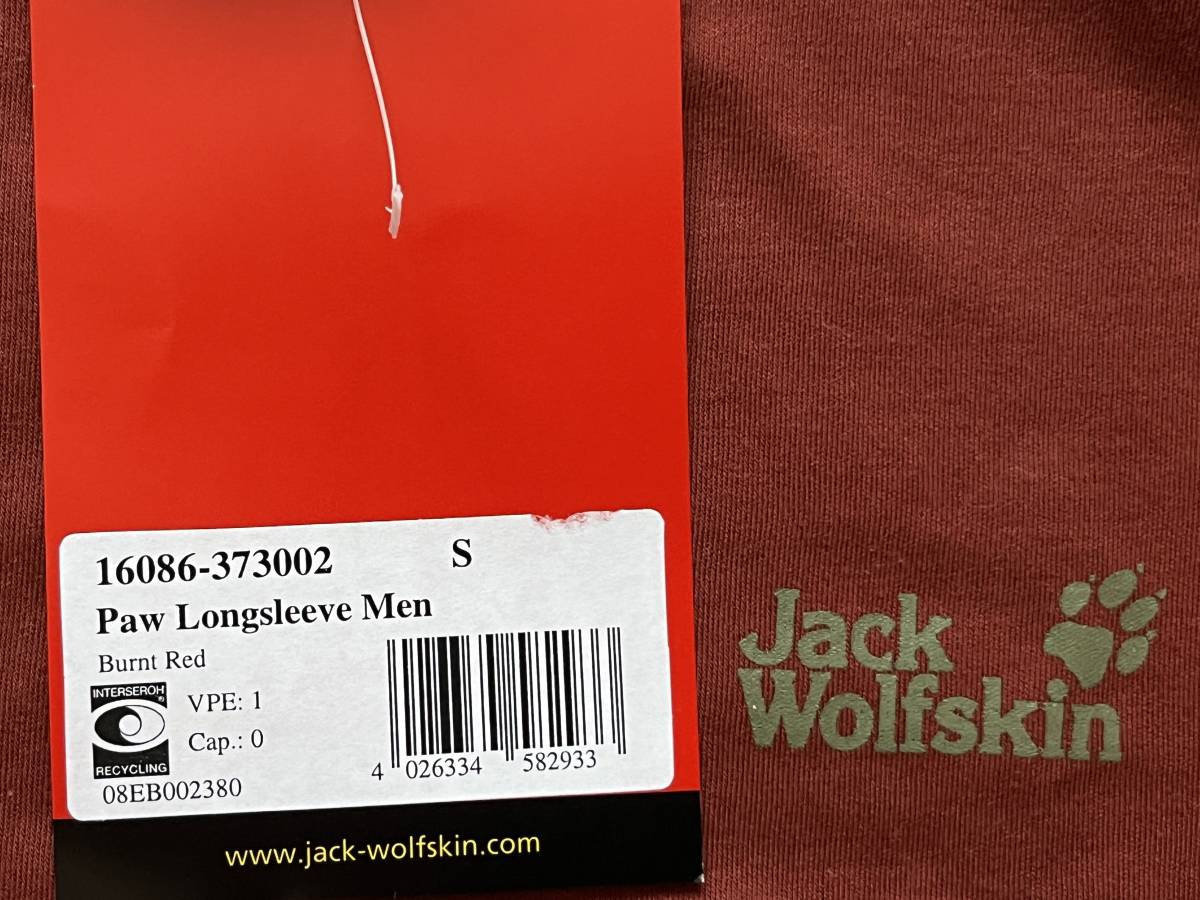 16086-373002 S
Paw Longsleeve Men
Burnt Red
INTERSEROH®
RECYCLING
VPE: 1
Cap.: 0
08EB002380
4 026334 582933
www.jack-wolfskin.com
Jack
Wolfskin